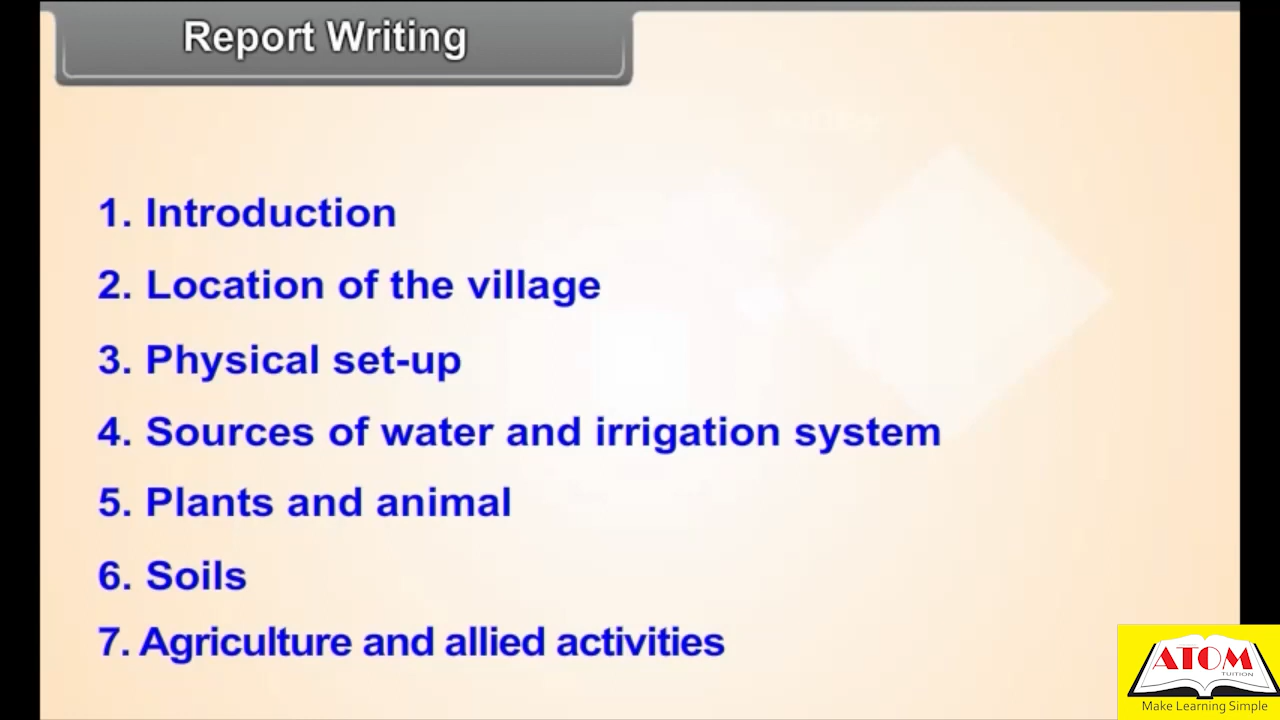 Report Writing
1. Introduction
2. Location of the village
3. Physical set-up
4. Sources of water and irrigation system
5. Plants and animal
6. Soils
7. Agriculture and allied activities
ATOM
TUITION
Make Learning Simple